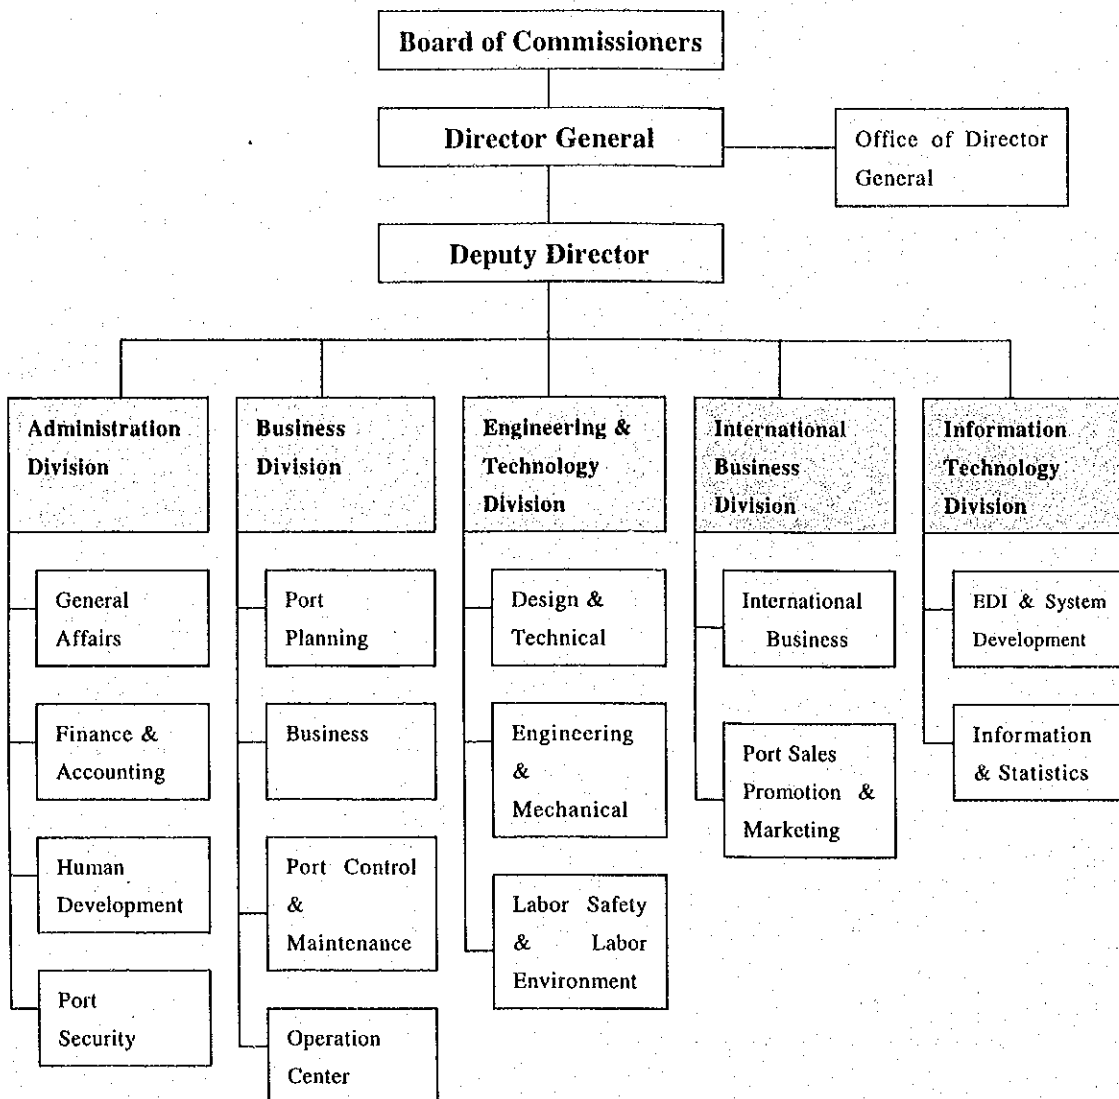 Board of Commissioners
Director General
Office of Director
General
Deputy Director
Administration
Division
Business
Division
Engineering &
Technology
Division
International
Business
Division
Information
Technology
Division
General
Affairs
Finance &
Accounting
Human
Development
Port
Security
Port
Planning
Business
Port Control
&
Maintenance
Operation
Center
Design &
Technical
Engineering
&
Mechanical
Labor Safety
& Labor
Environment
International
Business
Port Sales
Promotion &
Marketing
EDI & System
Development
Information
& Statistics